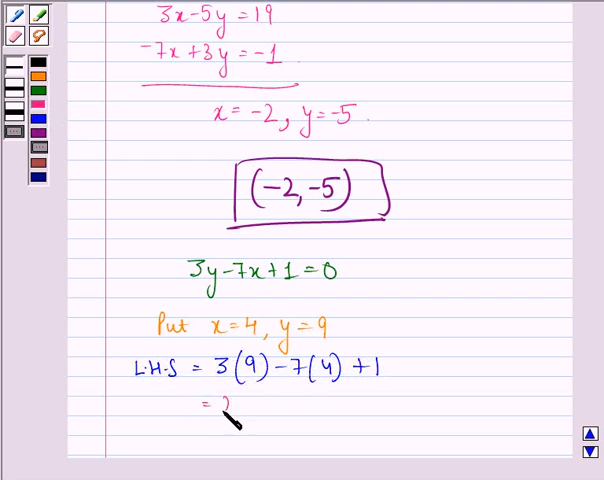 3x-5y=19
-7x+3y=-1
x=-2, y=-5.
(-2,-5)
3y-7x+1=0
Put x=4, y=9
L.H.S = 3(9)-7(4)+1
=